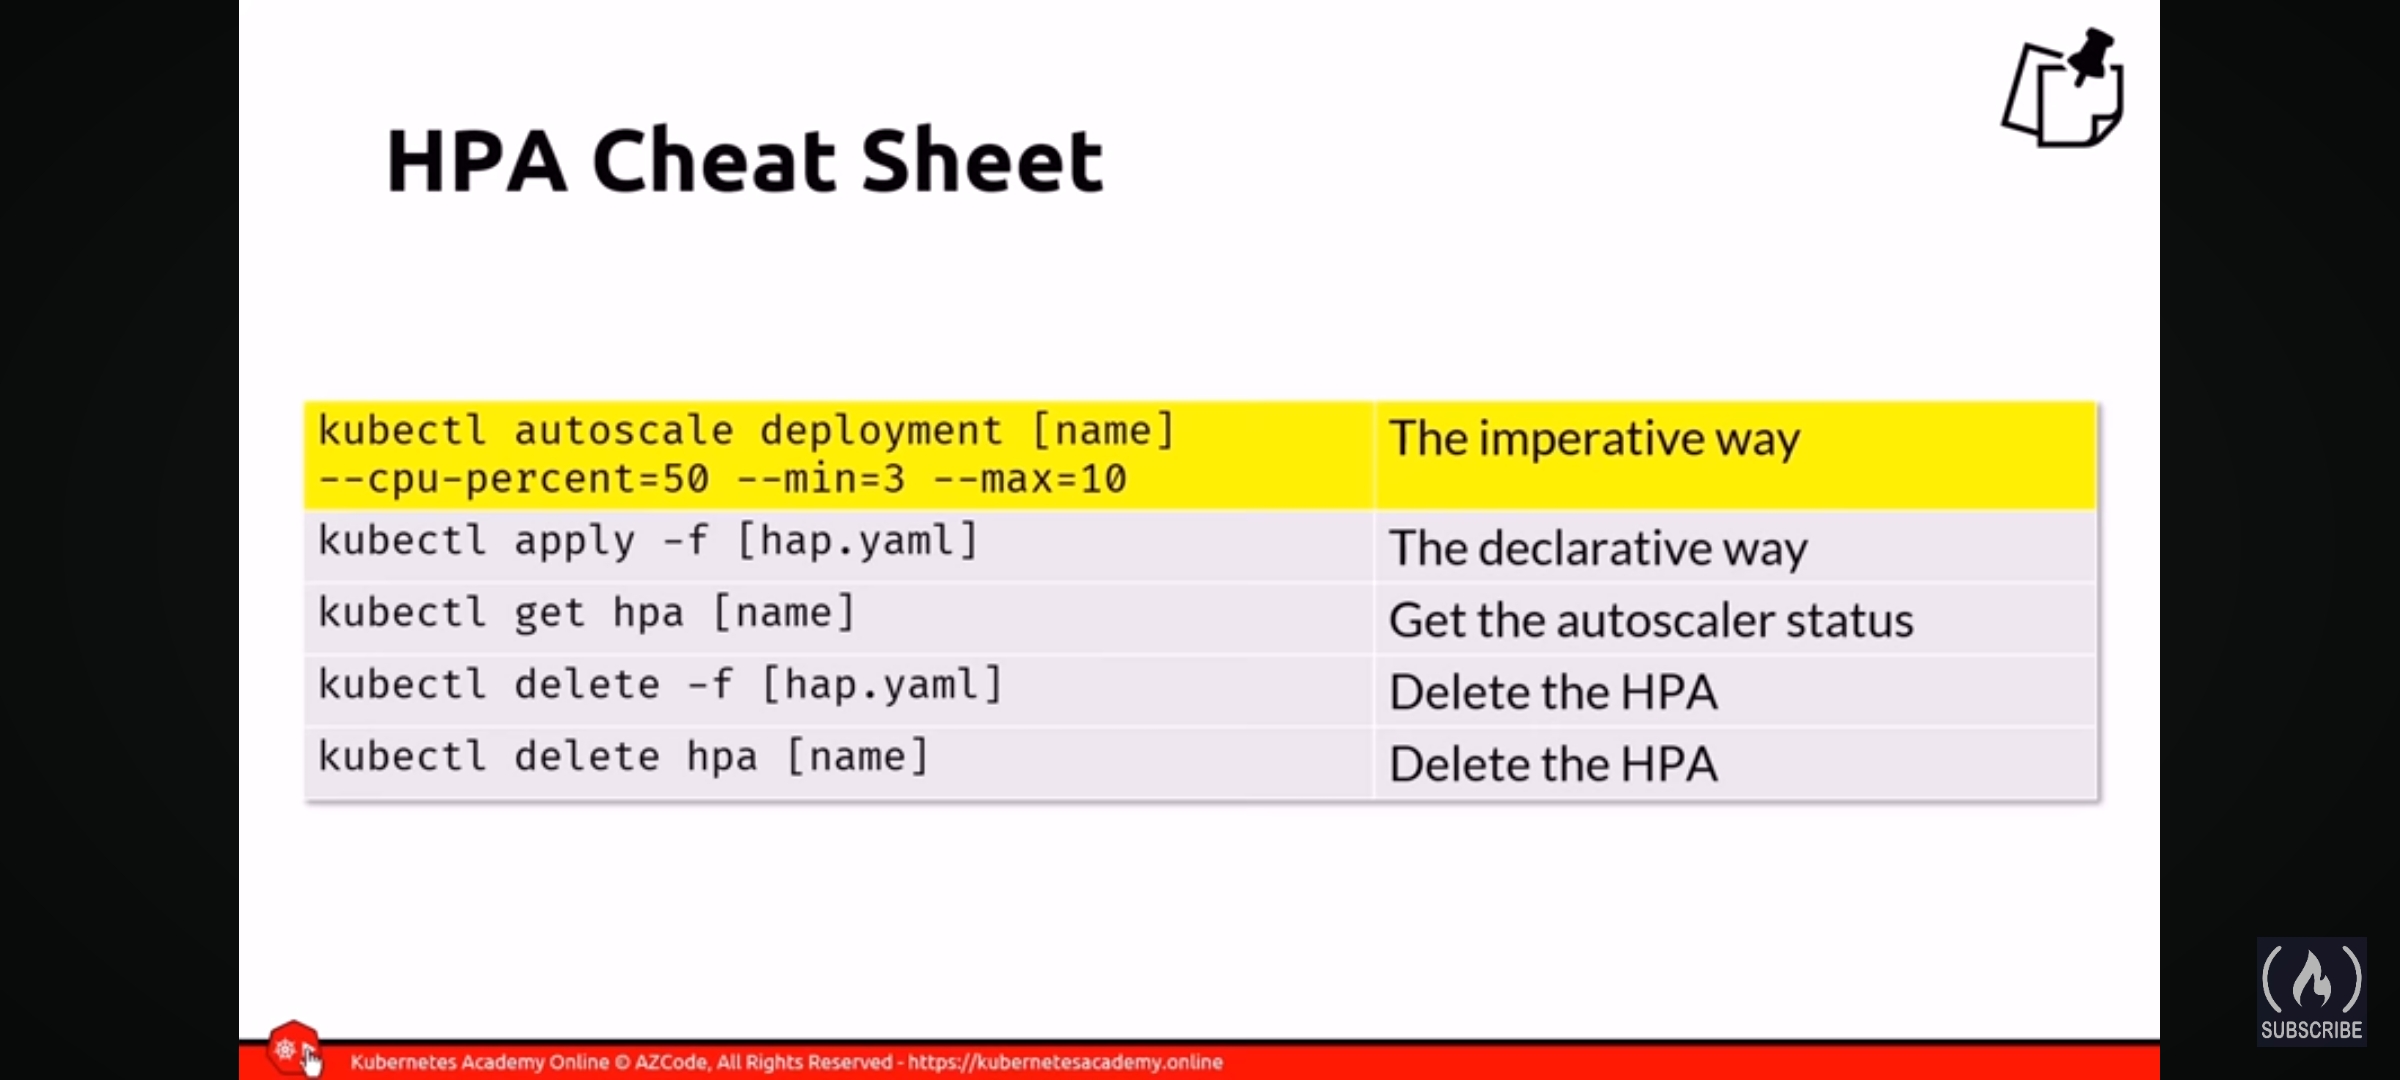 HPA Cheat Sheet
kubectl autoscale deployment [name]
--cpu-percent=50 --min=3 --max=10
The imperative way
kubectl apply -f [hap.yaml]
The declarative way
kubectl get hpa [name]
Get the autoscaler status
kubectl delete -f [hap.yaml]
Delete the HPA
kubectl delete hpa [name]
Delete the HPA
Kubernetes Academy Online © AZCode, All Rights Reserved - https://kubernetesacademy.online
SUBSCRIBE